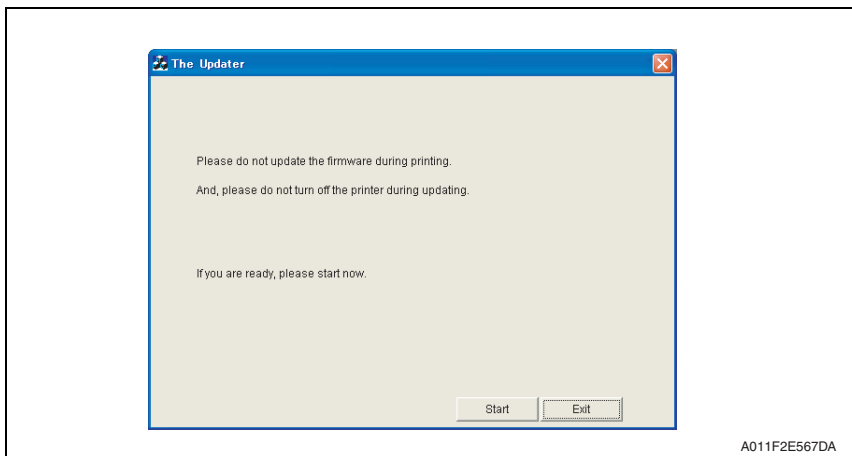 The Updater
Please do not update the firmware during printing.
And, please do not turn off the printer during updating.
If you are ready, please start now.
Start Exit
A011F2E567DA